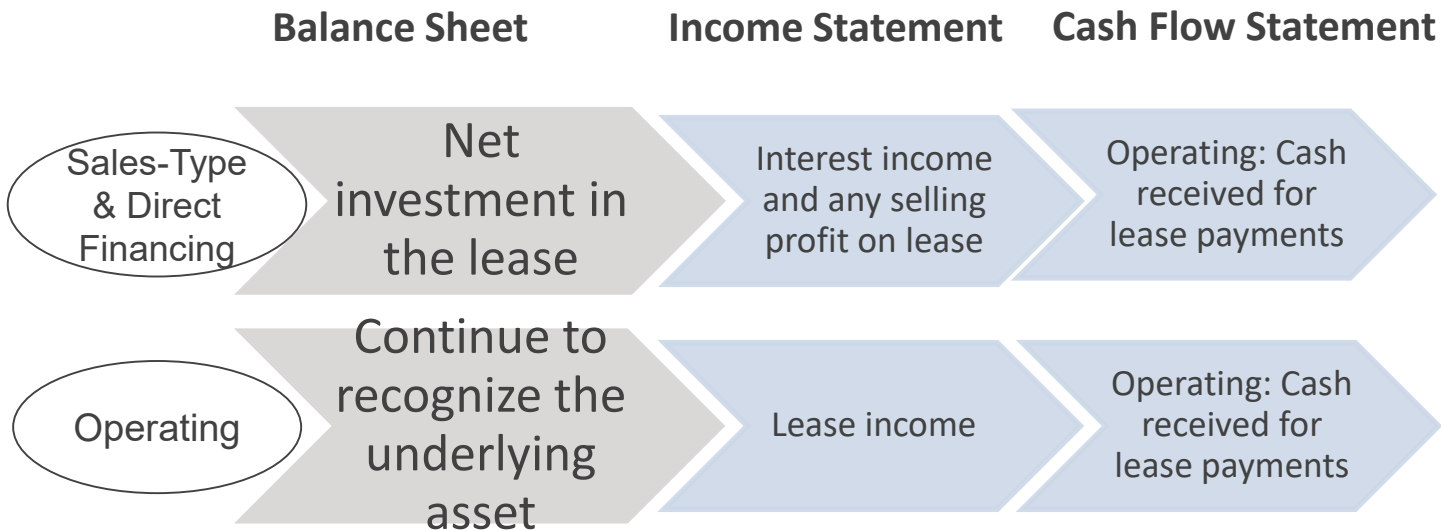 Balance Sheet
Income Statement
Cash Flow Statement
Sales-Type
& Direct
Financing
Net
investment in
the lease
Interest income
and any selling
profit on lease
Operating: Cash
received for
lease payments
Operating
Continue to
recognize the
underlying
asset
Lease income
Operating: Cash
received for
lease payments